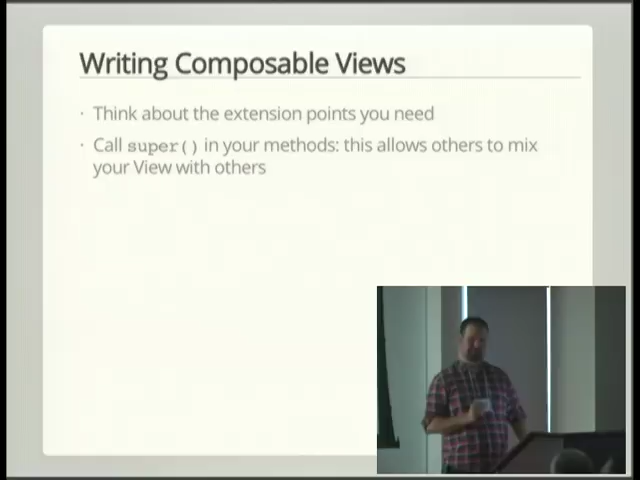 Writing Composable Views
· Think about the extension points you need
· Call super() in your methods: this allows others to mix
your View with others